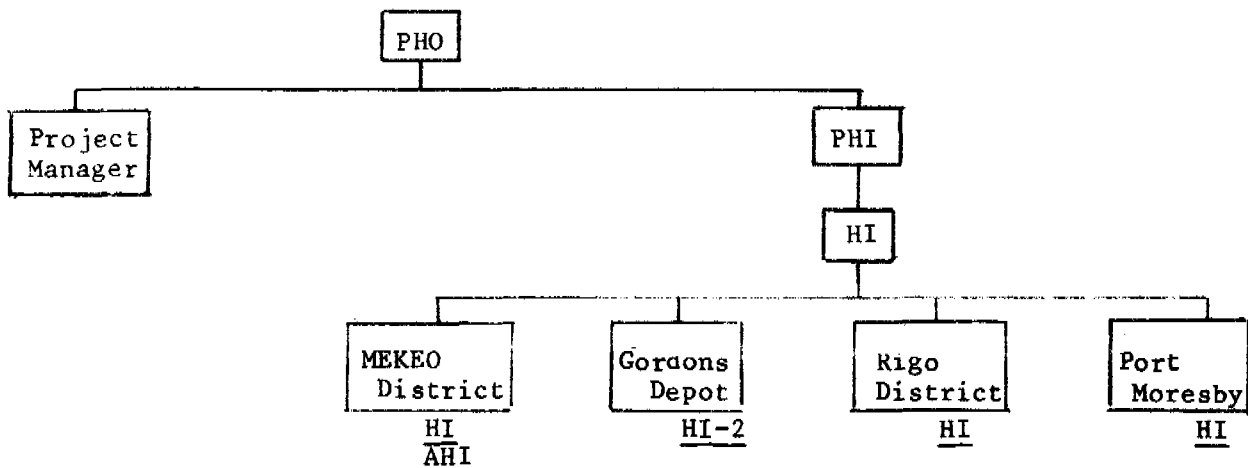 PHO
Project
Manager
PHI
HI
MEKEO
District
Gordons
Depot
Rigo
District
Port
Moresby
HI
AHI
HI-2
HI
HI